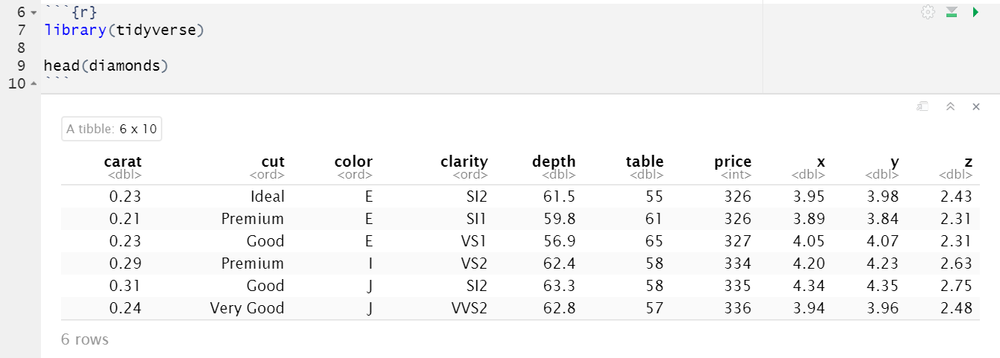 6 ```{r}
7 library(tidyverse)
8
9 head(diamonds)
10 ```
A tibble: 6 x 10
carat cut color clarity depth table price x y z
<dbl> <ord> <ord> <ord> <dbl> <dbl> <int> <dbl> <dbl> <dbl>
0.23 Ideal E SI2 61.5 55 326 3.95 3.98 2.43
0.21 Premium E SI1 59.8 61 326 3.89 3.84 2.31
0.23 Good E VS1 56.9 65 327 4.05 4.07 2.31
0.29 Premium I VS2 62.4 58 334 4.20 4.23 2.63
0.31 Good J SI2 63.3 58 335 4.34 4.35 2.75
0.24 Very Good J VVS2 62.8 57 336 3.94 3.96 2.48
6 rows